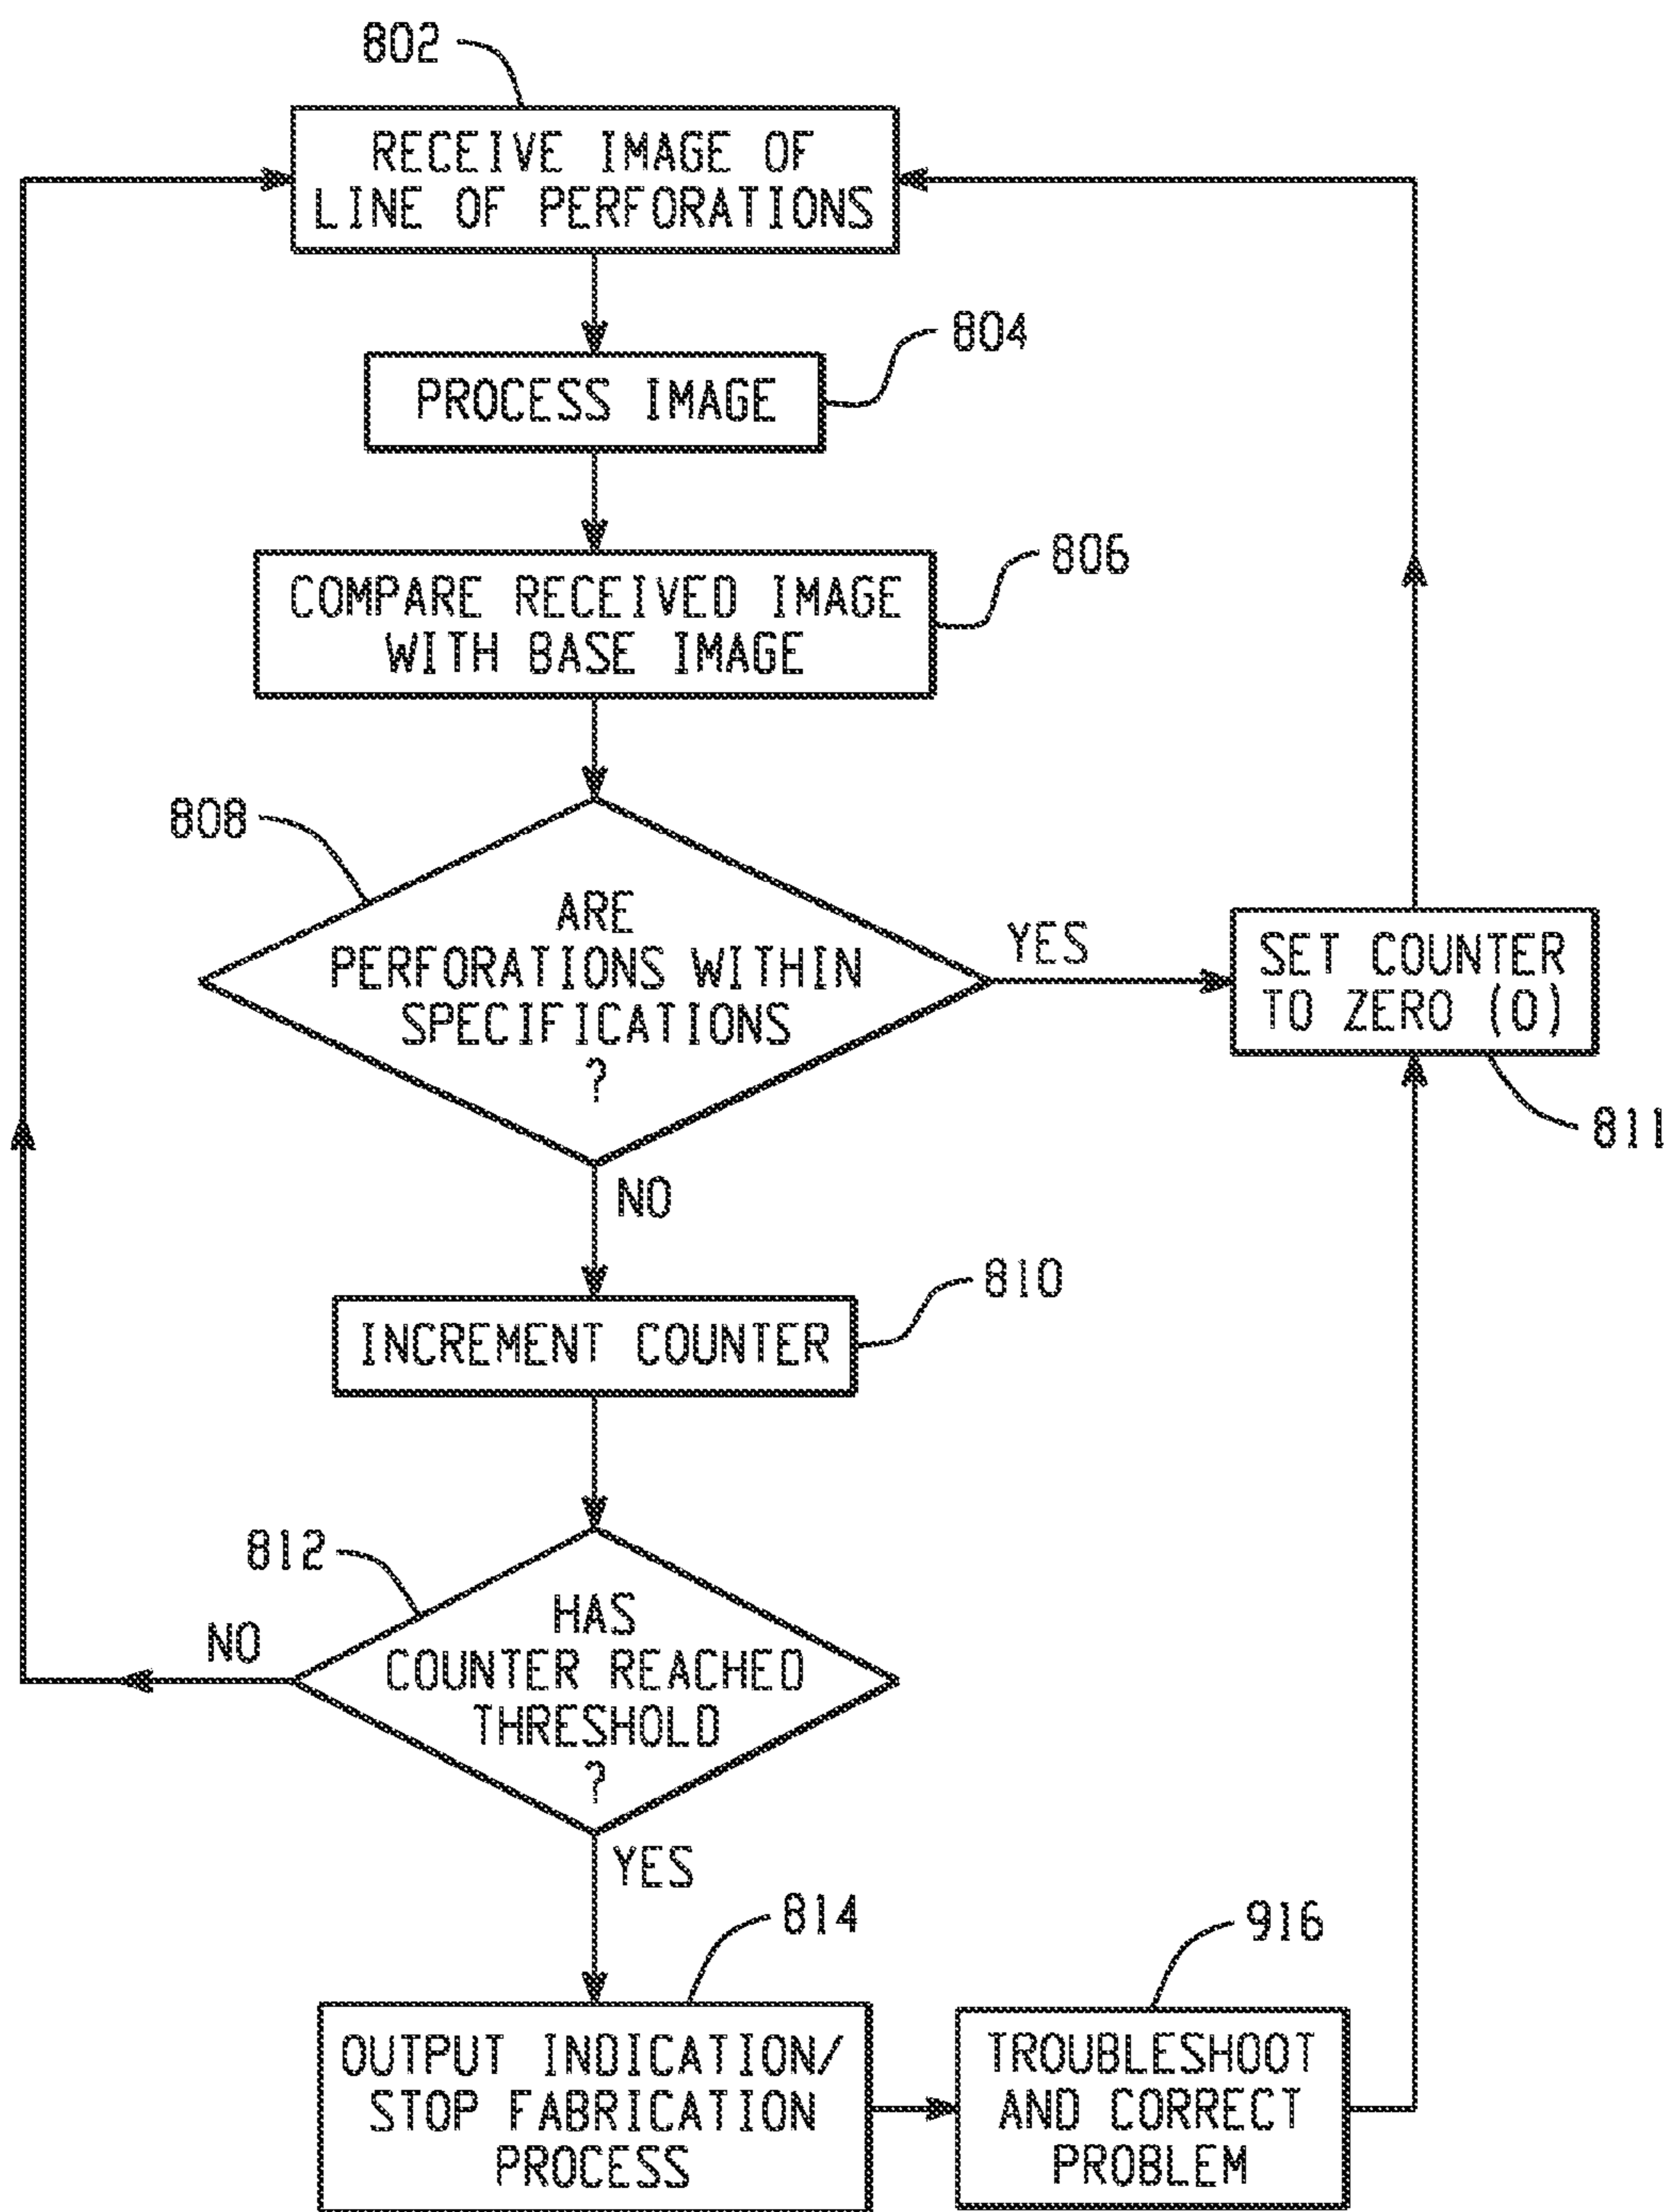 802
RECEIVE IMAGE OF
LINE OF PERFORATIONS
804
PROCESS IMAGE
806
COMPARE RECEIVED IMAGE
WITH BASE IMAGE
808
ARE
PERFORATIONS WITHIN
SPECIFICATIONS
?
YES
SET COUNTER
TO ZERO (0)
811
NO
810
INCREMENT COUNTER
812
HAS
COUNTER REACHED
THRESHOLD
?
NO
YES
814
OUTPUT INDICATION/
STOP FABRICATION
PROCESS
916
TROUBLESHOOT
AND CORRECT
PROBLEM